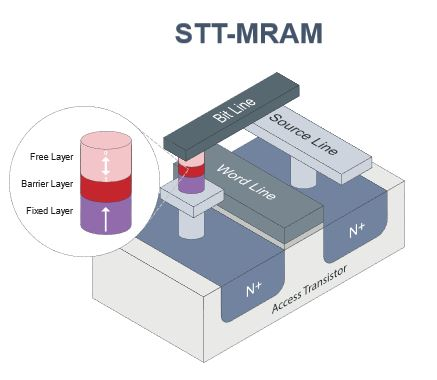 STT-MRAM
Bit Line
Source Line
Free Layer
Barrier Layer
Fixed Layer
Word Line
N+
N+
Access Transistor